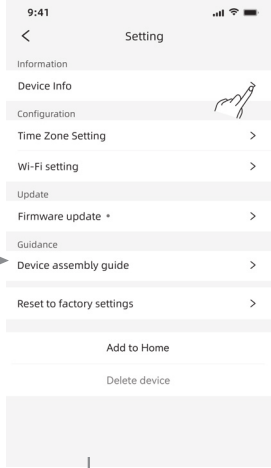 9:41
Setting
Information
Device Info
Configuration
Time Zone Setting
Wi-Fi setting
Update
Firmware update
Guidance
Device assembly guide
Reset to factory settings
Add to Home
Delete device